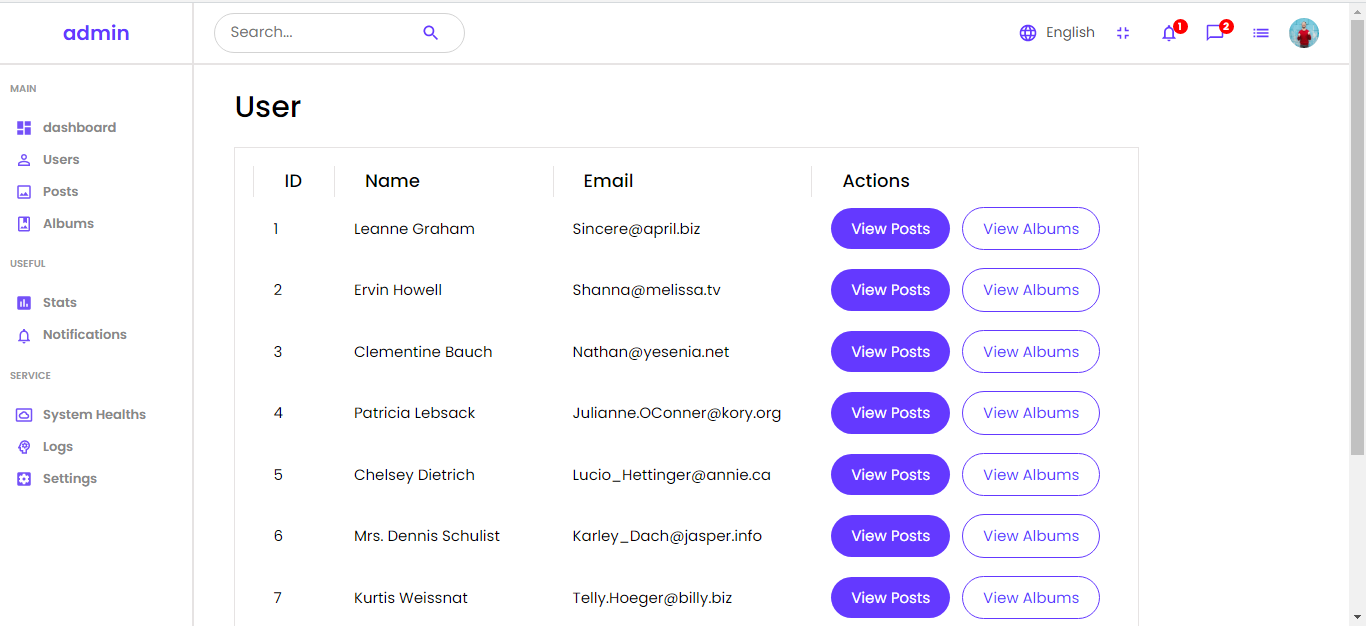 admin
Search...
English
1
2
MAIN
dashboard
Users
Posts
Albums
USEFUL
Stats
Notifications
SERVICE
System Healths
Logs
Settings
User
ID Name Email Actions
1 Leanne Graham Sincere@april.biz View Posts View Albums
2 Ervin Howell Shanna@melissa.tv View Posts View Albums
3 Clementine Bauch Nathan@yesenia.net View Posts View Albums
4 Patricia Lebsack Julianne.OConner@kory.org View Posts View Albums
5 Chelsey Dietrich Lucio_Hettinger@annie.ca View Posts View Albums
6 Mrs. Dennis Schulist Karley_Dach@jasper.info View Posts View Albums
7 Kurtis Weissnat Telly.Hoeger@billy.biz View Posts View Albums